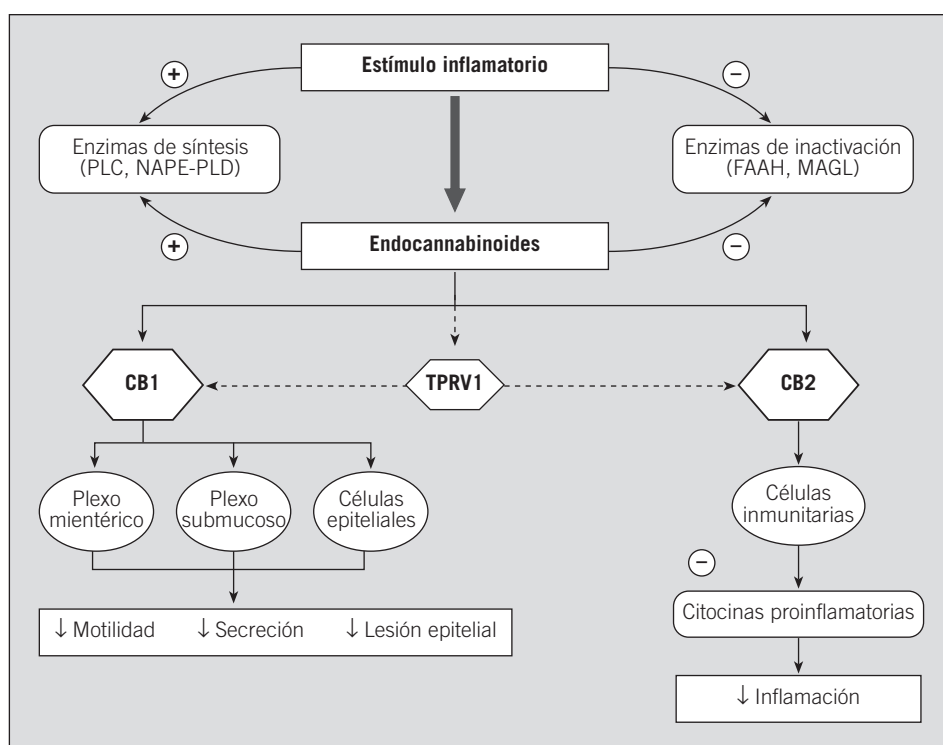 Estímulo inflamatorio
+
−
Enzimas de síntesis
(PLC, NAPE-PLD)
Enzimas de inactivación
(FAAH, MAGL)
+
Endocannabinoides
−
CB1
TPRV1
CB2
Plexo
mientérico
Plexo
submucoso
Células
epiteliales
Células
inmunitarias
−
Citocinas proinflamatorias
↓ Motilidad ↓ Secreción ↓ Lesión epitelial
↓ Inflamación